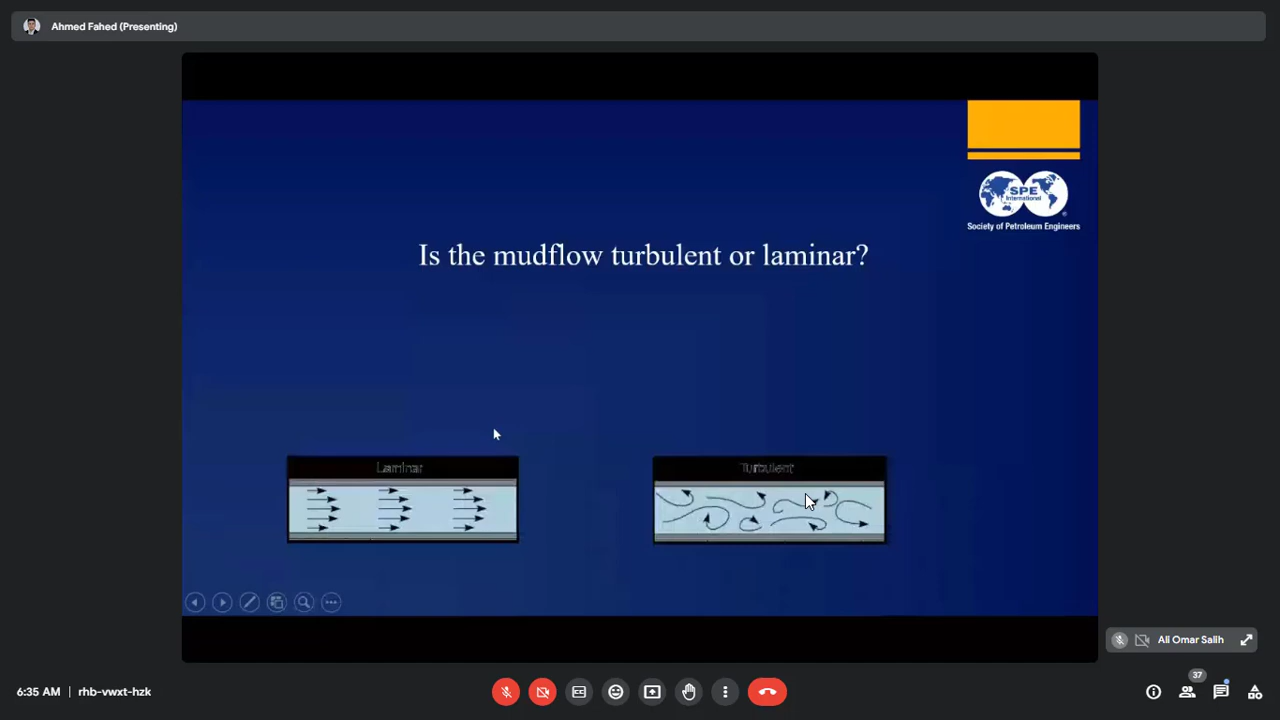 Ahmed Fahed (Presenting)
SPE
International
Society of Petroleum Engineers
Is the mudflow turbulent or laminar?
Laminar
Turbulent
Ali Omar Salih
6:35 AM | rhb-vwxt-hzk
37